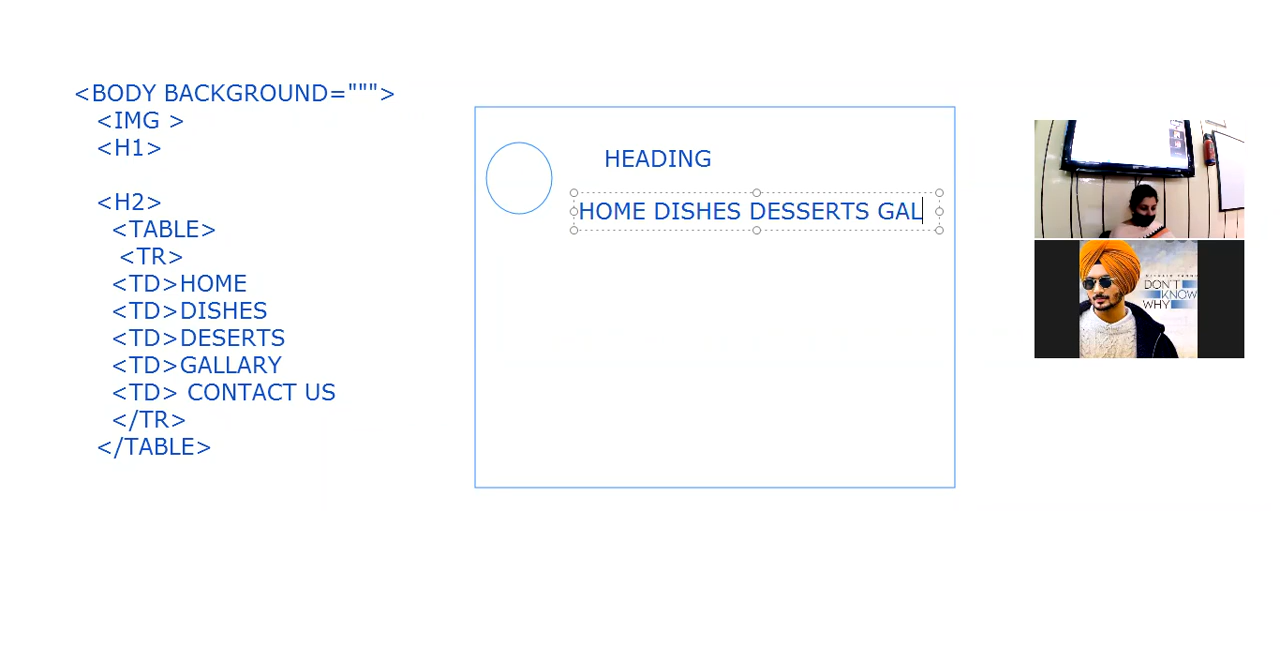 <BODY BACKGROUND=""">
<IMG >
<H1>
<H2>
<TABLE>
<TR>
<TD>HOME
<TD>DISHES
<TD>DESERTS
<TD>GALLARY
<TD> CONTACT US
</TR>
</TABLE>
HEADING
HOME DISHES DESSERTS GAL
DON'T
KNOW
WHY